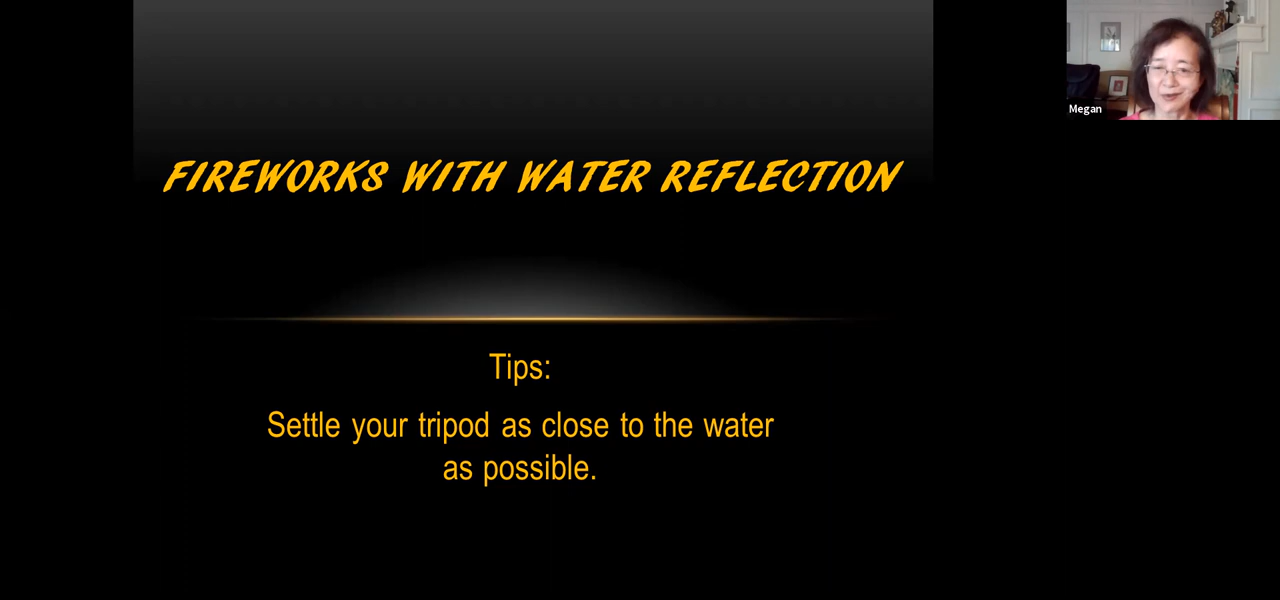 FIREWORKS WITH WATER REFLECTION
Megan
Tips:
Settle your tripod as close to the water
as possible.